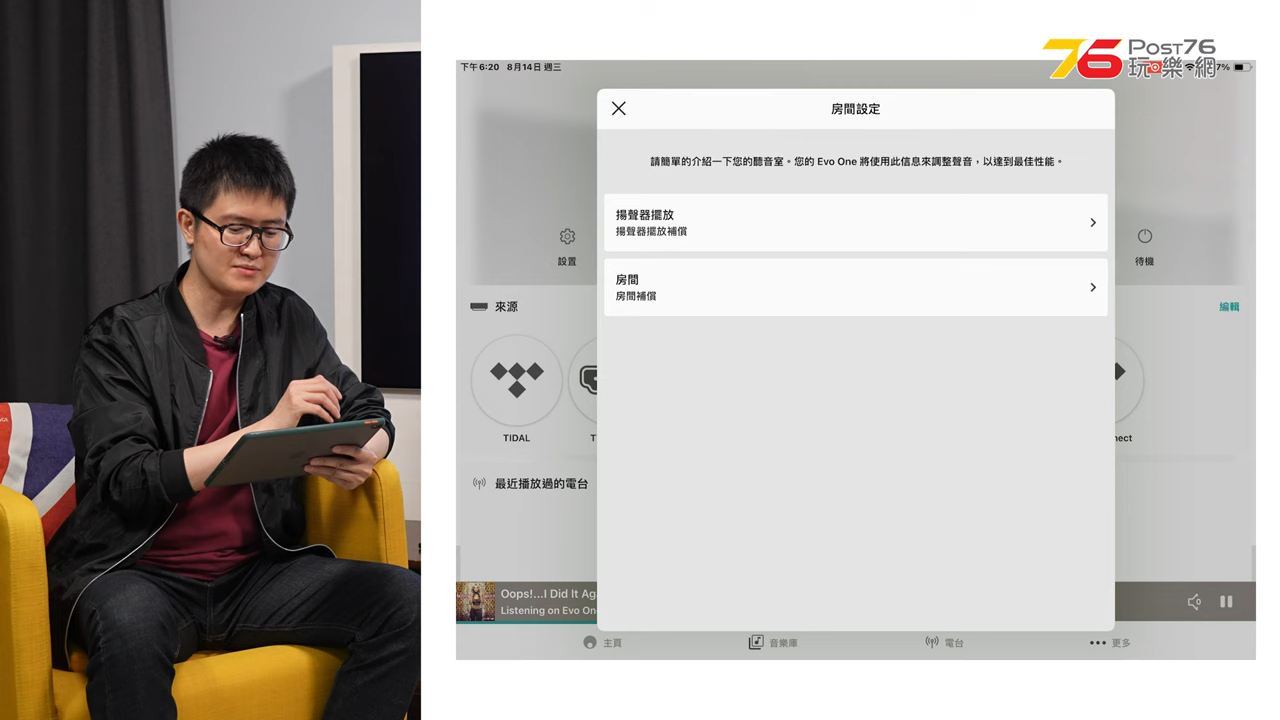 76 POST76
玩樂網
下午6:20 8月14日 週三
7%
房間設定
請簡單的介紹一下您的聽音室。您的 Evo One 將使用此信息來調整聲音，以達到最佳性能。
揚聲器擺放
揚聲器擺放補償
房間
房間補償
設置
待機
來源
編輯
TIDAL
T
nect
最近播放過的電台
Oops!...I Did It Ag
Listening on Evo On
主頁
音樂庫
電台
更多